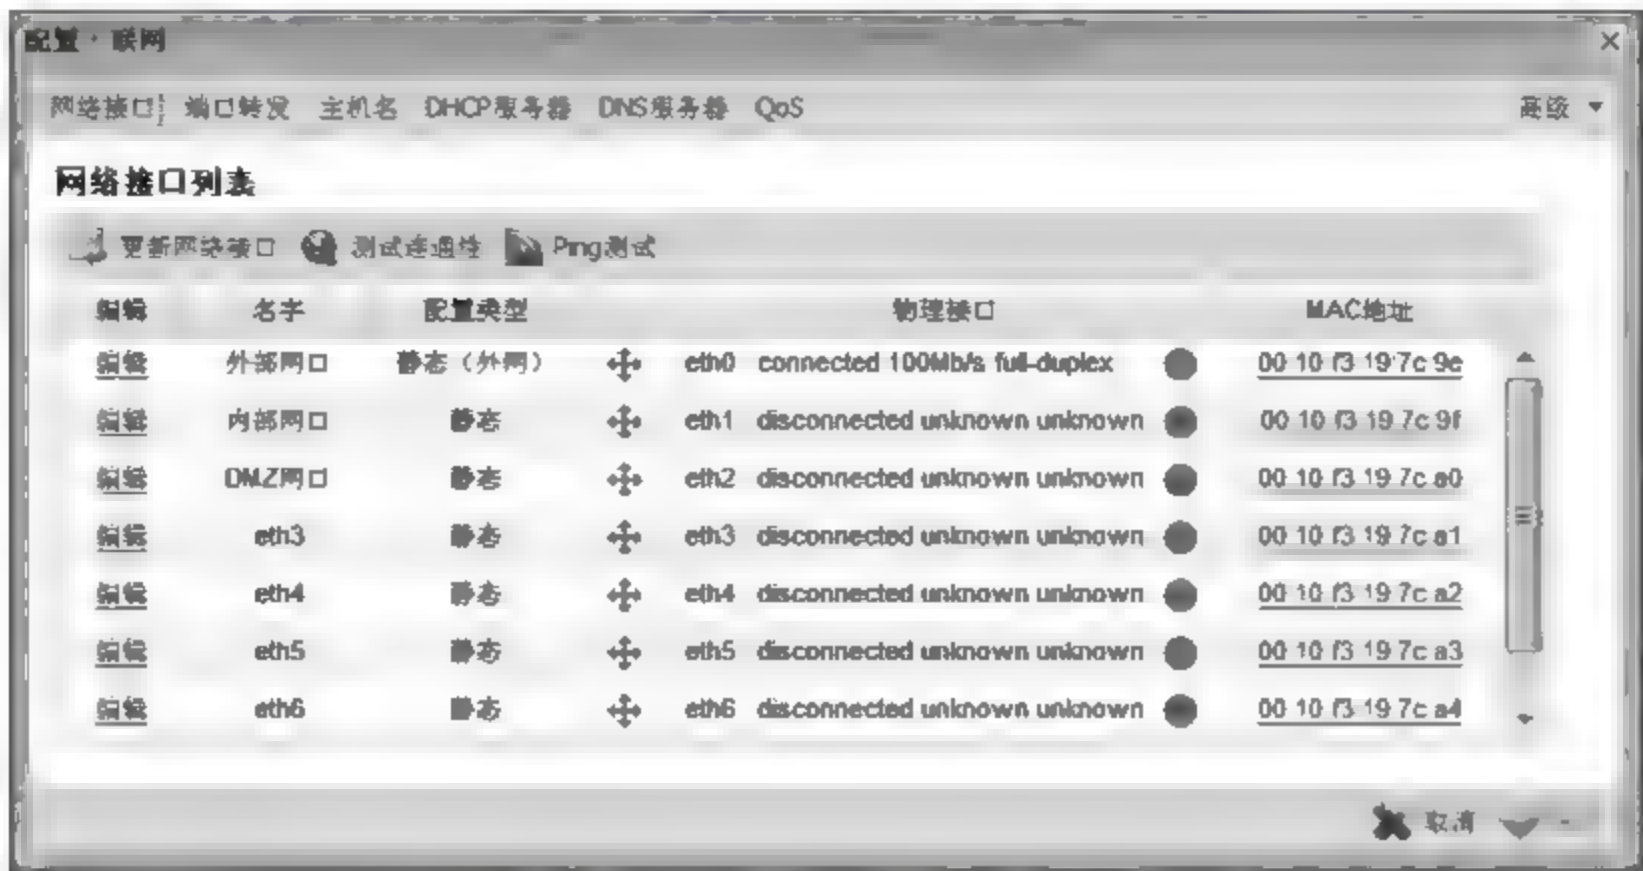 配置·联网
网络接口 端口转发 主机名 DHCP服务器 DNS服务器 QoS 高级
网络接口列表
更新网络接口 测试连通性 Ping测试
编辑 名字 配置类型 物理接口 MAC地址
编辑 外部网口 静态（外网） eth0 connected 100Mb/s full-duplex 00 10 f3 19 7c 9e
编辑 内部网口 静态 eth1 disconnected unknown unknown 00 10 f3 19 7c 9f
编辑 DMZ网口 静态 eth2 disconnected unknown unknown 00 10 f3 19 7c a0
编辑 eth3 静态 eth3 disconnected unknown unknown 00 10 f3 19 7c a1
编辑 eth4 静态 eth4 disconnected unknown unknown 00 10 f3 19 7c a2
编辑 eth5 静态 eth5 disconnected unknown unknown 00 10 f3 19 7c a3
编辑 eth6 静态 eth6 disconnected unknown unknown 00 10 f3 19 7c a4
取消